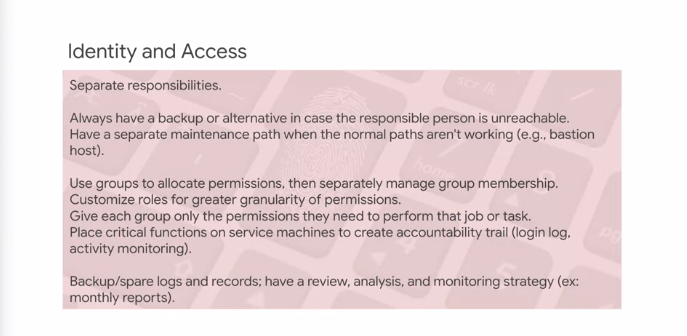 Identity and Access
Separate responsibilities.
Always have a backup or alternative in case the responsible person is unreachable.
Have a separate maintenance path when the normal paths aren't working (e.g., bastion
host).
Use groups to allocate permissions, then separately manage group membership.
Customize roles for greater granularity of permissions.
Give each group only the permissions they need to perform that job or task.
Place critical functions on service machines to create accountability trail (login log,
activity monitoring).
Backup/spare logs and records; have a review, analysis, and monitoring strategy (ex:
monthly reports).
scr lk
home
pg